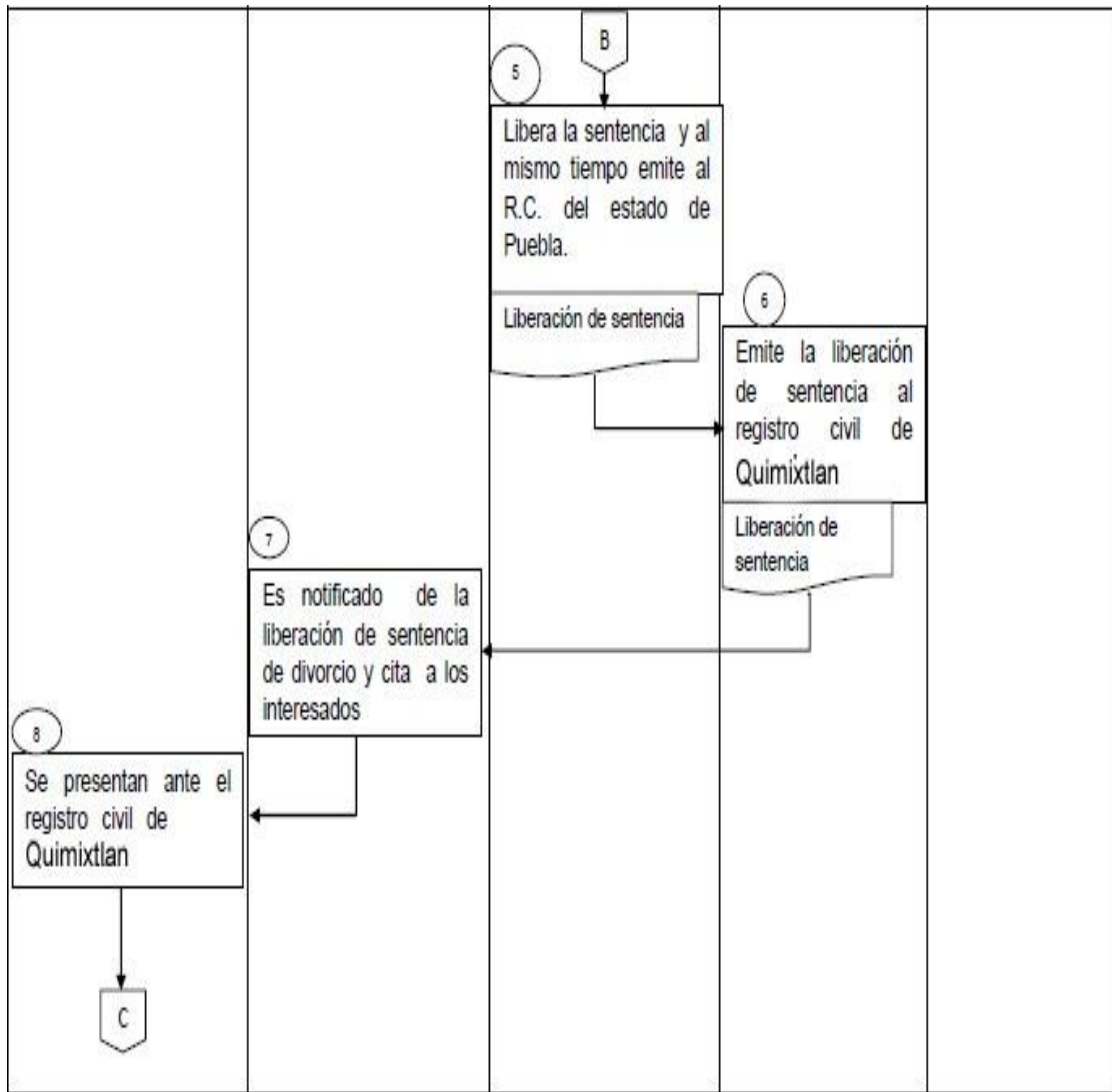 B
5
Libera la sentencia y al
mismo tiempo emite al
R.C. del estado de
Puebla.
Liberación de sentencia
6
Emite la liberación
de sentencia al
registro civil de
Quimixtlan
Liberación de
sentencia
7
Es notificado de la
liberación de sentencia
de divorcio y cita a los
interesados
8
Se presentan ante el
registro civil de
Quimixtlan
C